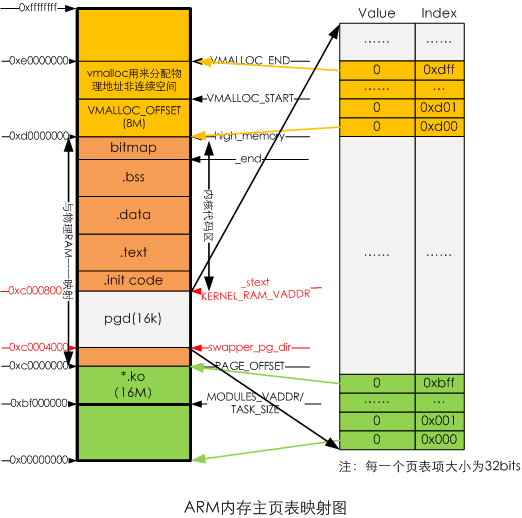 0xffffffff
Value
Index
......
......
0xe0000000
VMALLOC_END
0
0xdff
vmalloc用来分配物
理地址非连续空间
......
...
VMALLOC_START
VMALLOC_OFFSET
(8M)
0
0xd01
0
0xd00
0xd0000000
high_memory
bitmap
_end
.bss
内核代码区
与物理RAM一一映射
.data
.text
......
......
.init code
_stext
0xc000800
KERNEL_RAM_VADDR
pgd(16k)
0xc0004000
swapper_pg_dir
0xc0000000
PAGE_OFFSET
*.ko
(16M)
0
0xbff
......
...
0xbf000000
MODULES_VADDR/
TASK_SIZE
0
0x001
0
0x000
0x00000000
注：每一个页表项大小为32bits
ARM内存主页表映射图